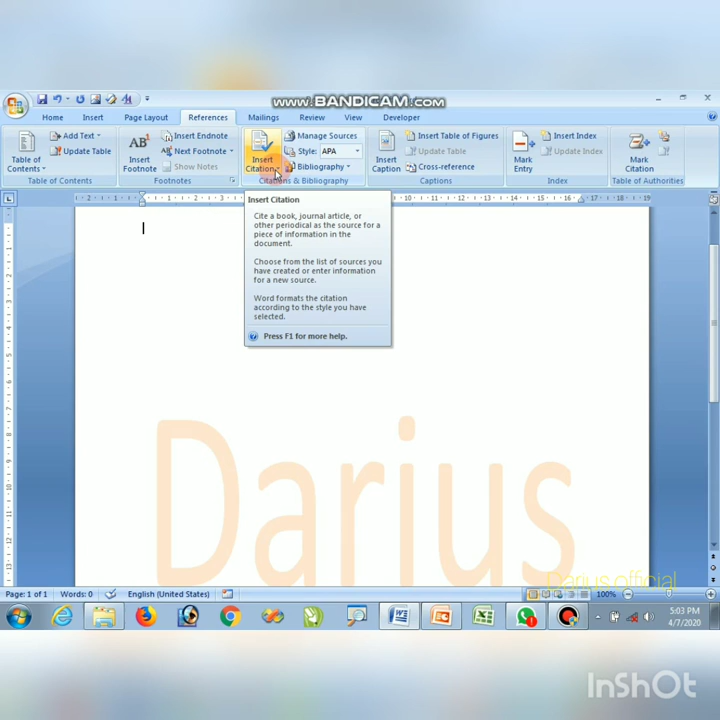 www.BANDICAM.com
Home Insert Page Layout References Mailings Review View Developer
Table of Contents
Add Text
Update Table
Table of Contents
AB1
Insert Footnote
Insert Endnote
Next Footnote
Show Notes
Footnotes
Insert Citation
Manage Sources
Style: APA
Bibliography
Citations & Bibliography
Insert Caption
Insert Table of Figures
Update Table
Cross-reference
Captions
Mark Entry
Insert Index
Update Index
Index
Mark Citation
Table of Authorities
Insert Citation
Cite a book, journal article, or
other periodical as the source for a
piece of information in the
document.
Choose from the list of sources you
have created or enter information
for a new source.
Word formats the citation
according to the style you have
selected.
Press F1 for more help.
Darius
Darius official
Page: 1 of 1 Words: 0 English (United States) 100%
5:03 PM
4/7/2020
InShOt